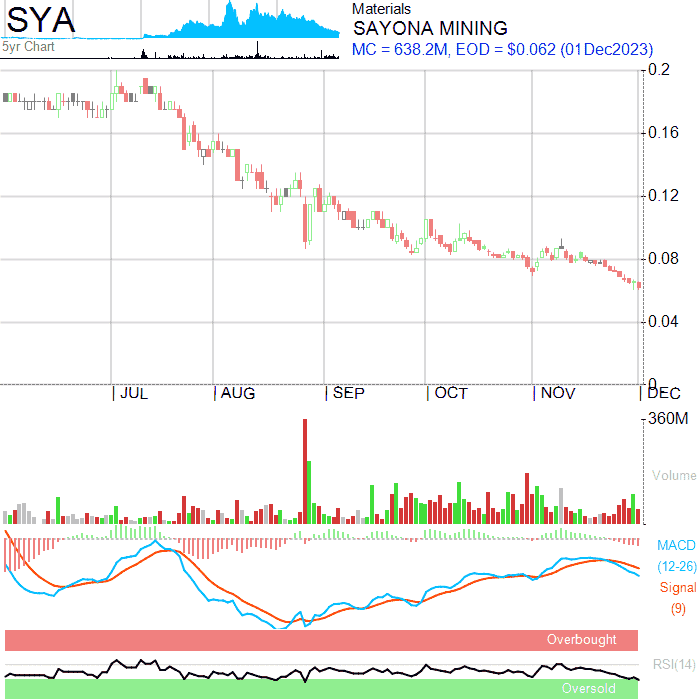 SYA
5yr Chart
Materials
SAYONA MINING
MC = 638.2M, EOD = $0.062 (01Dec2023)
0.2
0.16
0.12
0.08
0.04
0
JUL AUG SEP OCT NOV DEC
360M
Volume
MACD
(12-26)
Signal
(9)
Overbought
RSI(14)
Oversold